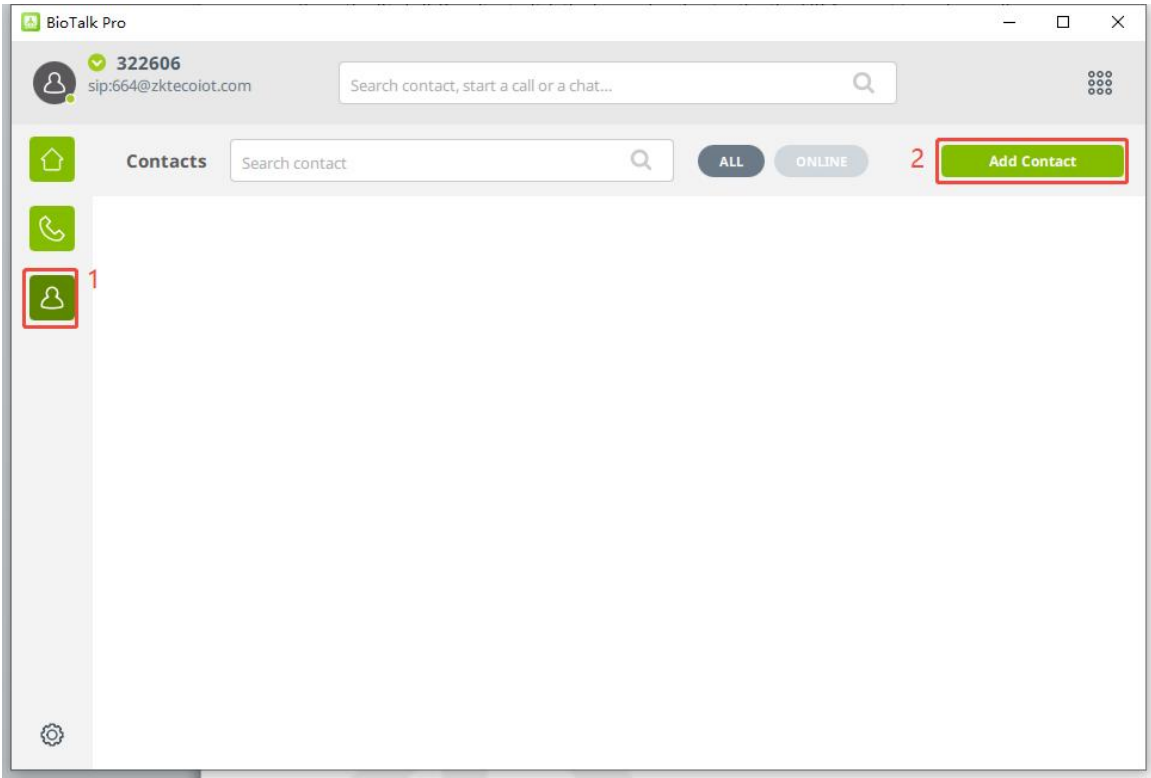 BioTalk Pro
322606
sip:664@zktecoiot.com
Search contact, start a call or a chat...
Contacts
Search contact
ALL
ONLINE
2
Add Contact
1